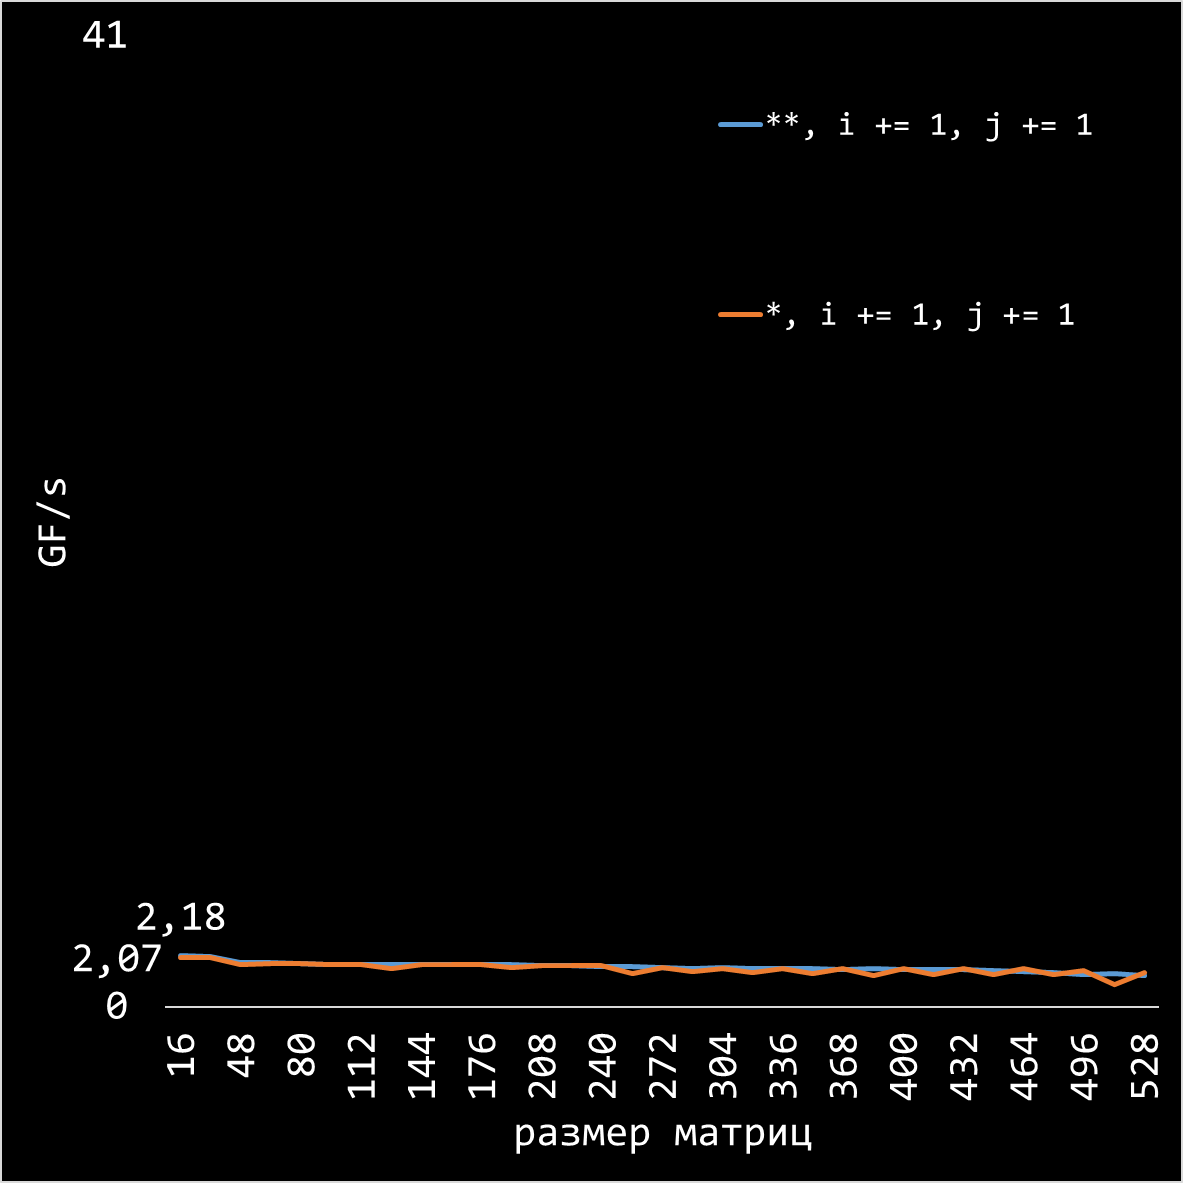 41
**, i += 1, j += 1
*, i += 1, j += 1
GF/s
2,18
2,07
0
16 48 80 112 144 176 208 240 272 304 336 368 400 432 464 496 528
размер матриц